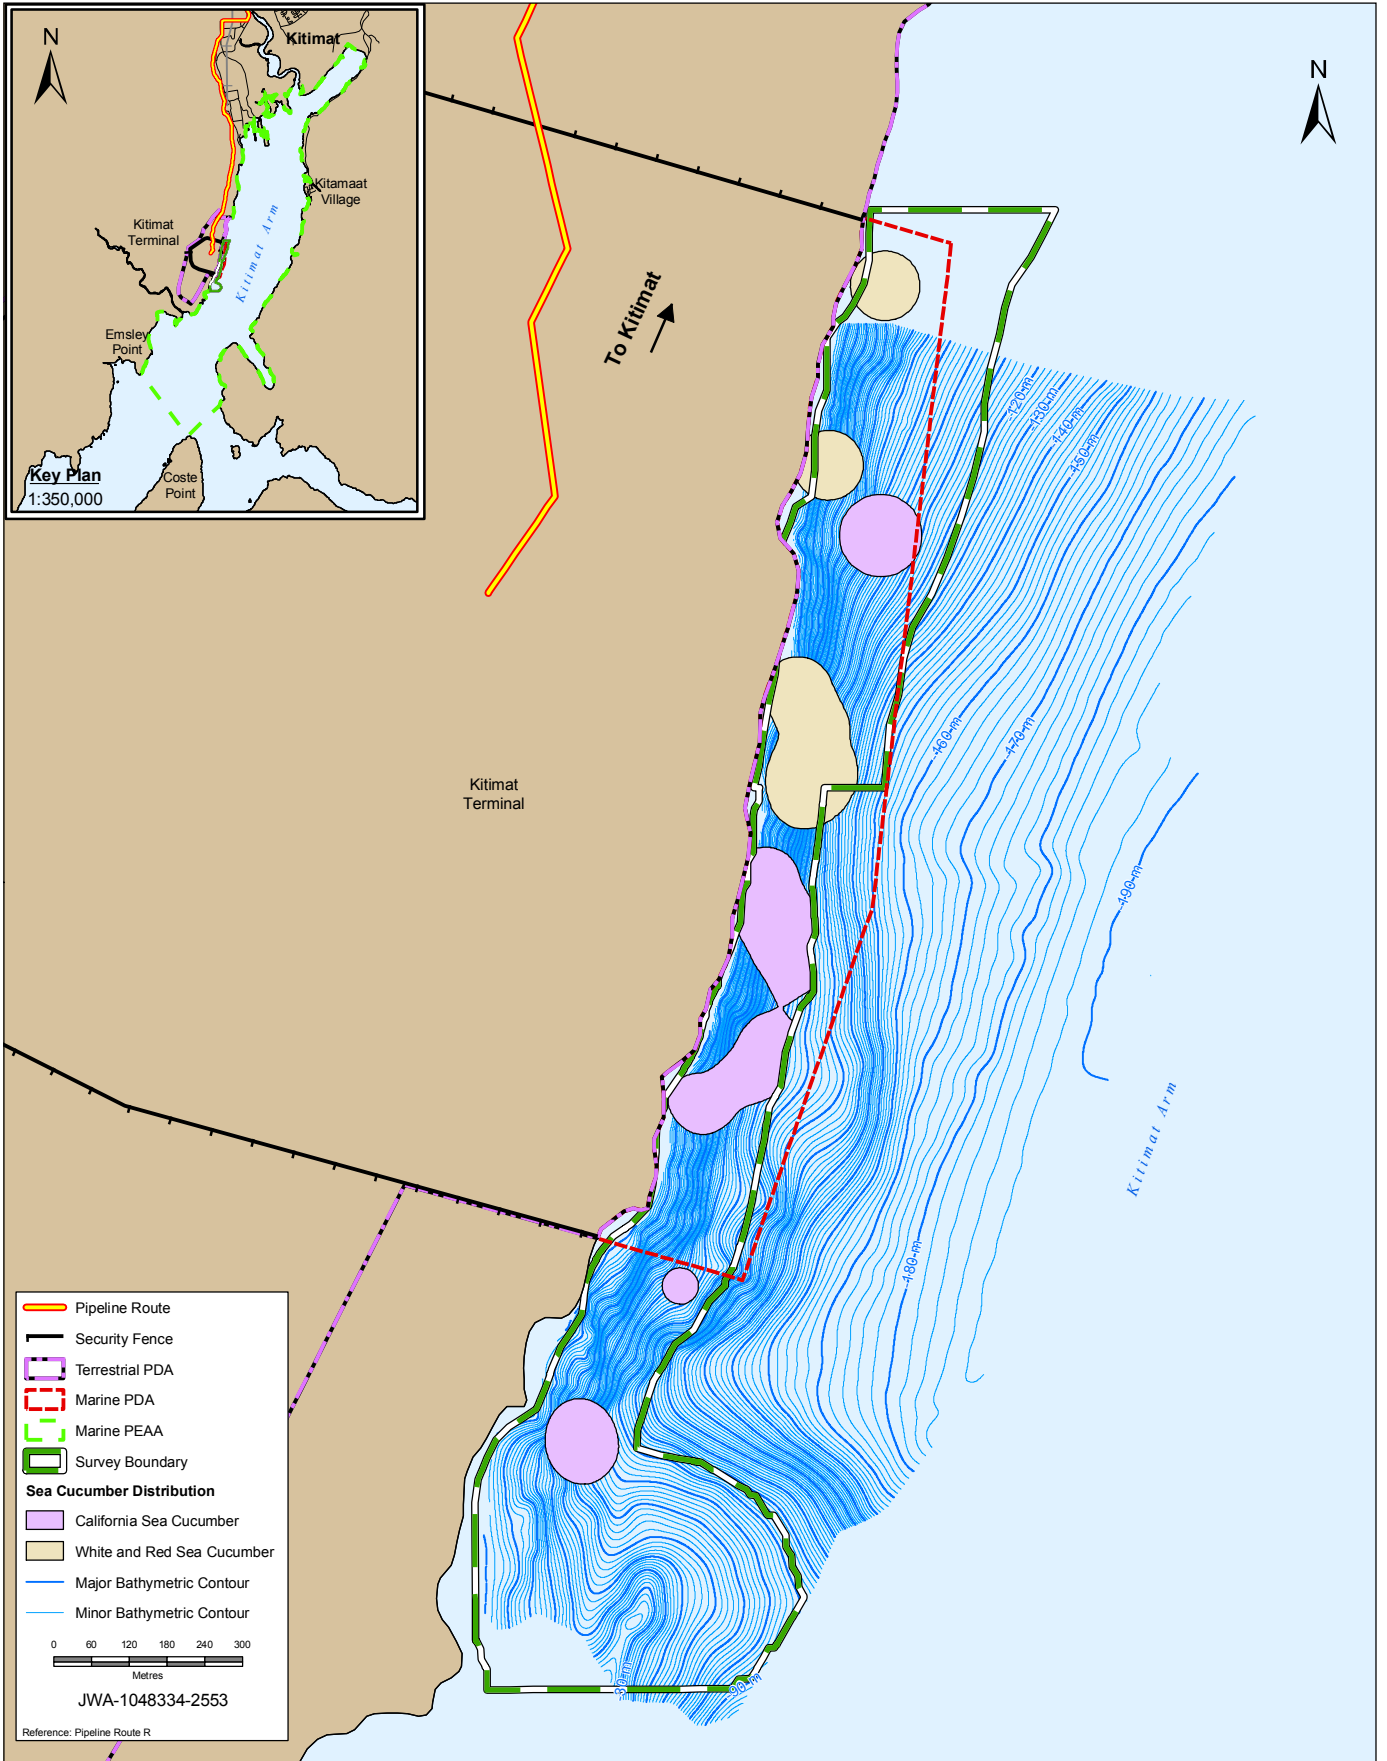 N
Kitimat
Kitamaat
Village
Kitimat
Terminal
Kitimat Arm
Emsley
Point
Coste
Point
Key Plan
1:350,000
N
To Kitimat
-120-m
-130-m
-140-m
-150-m
-160-m
-170-m
-180-m
-190-m
Kitimat
Terminal
Kitimat Arm
-30-m
-90-m
Pipeline Route
Security Fence
Terrestrial PDA
Marine PDA
Marine PEAA
Survey Boundary
Sea Cucumber Distribution
California Sea Cucumber
White and Red Sea Cucumber
Major Bathymetric Contour
Minor Bathymetric Contour
0 60 120 180 240 300
Metres
JWA-1048334-2553
Reference: Pipeline Route R